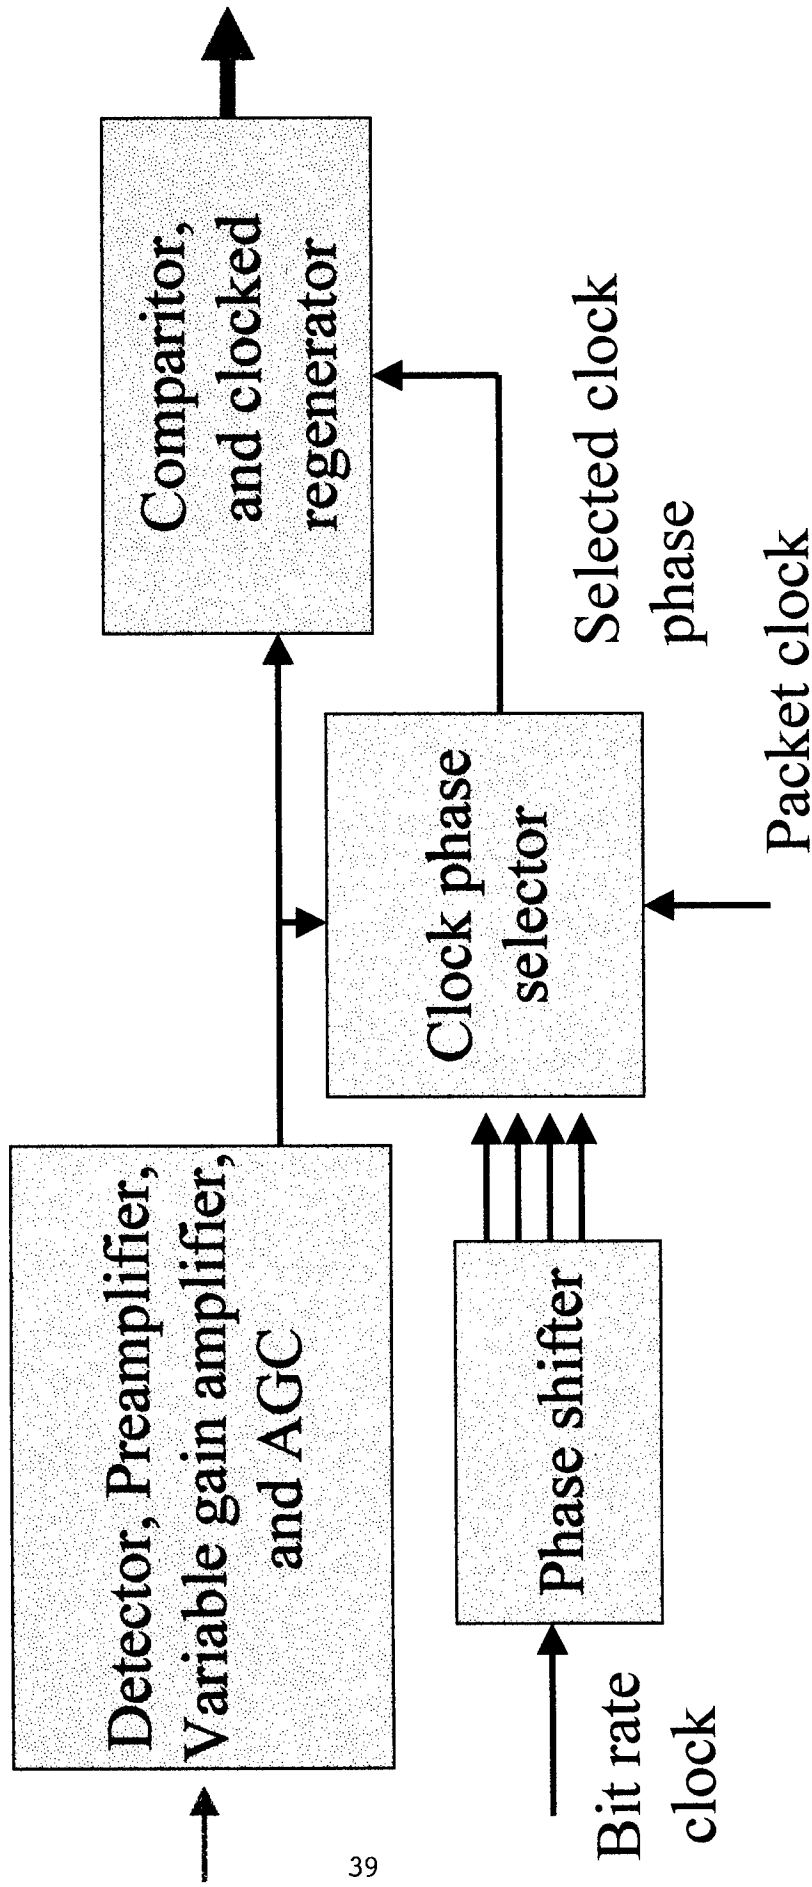 Detector, Preamplifier,
Variable gain amplifier,
and AGC
Comparitor,
and clocked
regenerator
Phase shifter
Clock phase
selector
Bit rate
clock
Selected clock
phase
Packet clock
39